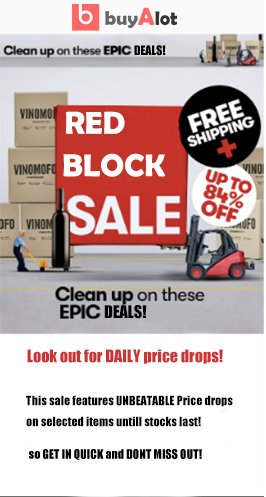 b buyAlot
Clean up on these EPIC DEALS!
VINOMOFO
RED
BLOCK
SALE
FREE
SHIPPING
+
UP TO
84%
OFF
Clean up on these
EPIC DEALS!
Look out for DAILY price drops!
This sale features UNBEATABLE Price drops
on selected items untill stocks last!
so GET IN QUICK and DONT MISS OUT!